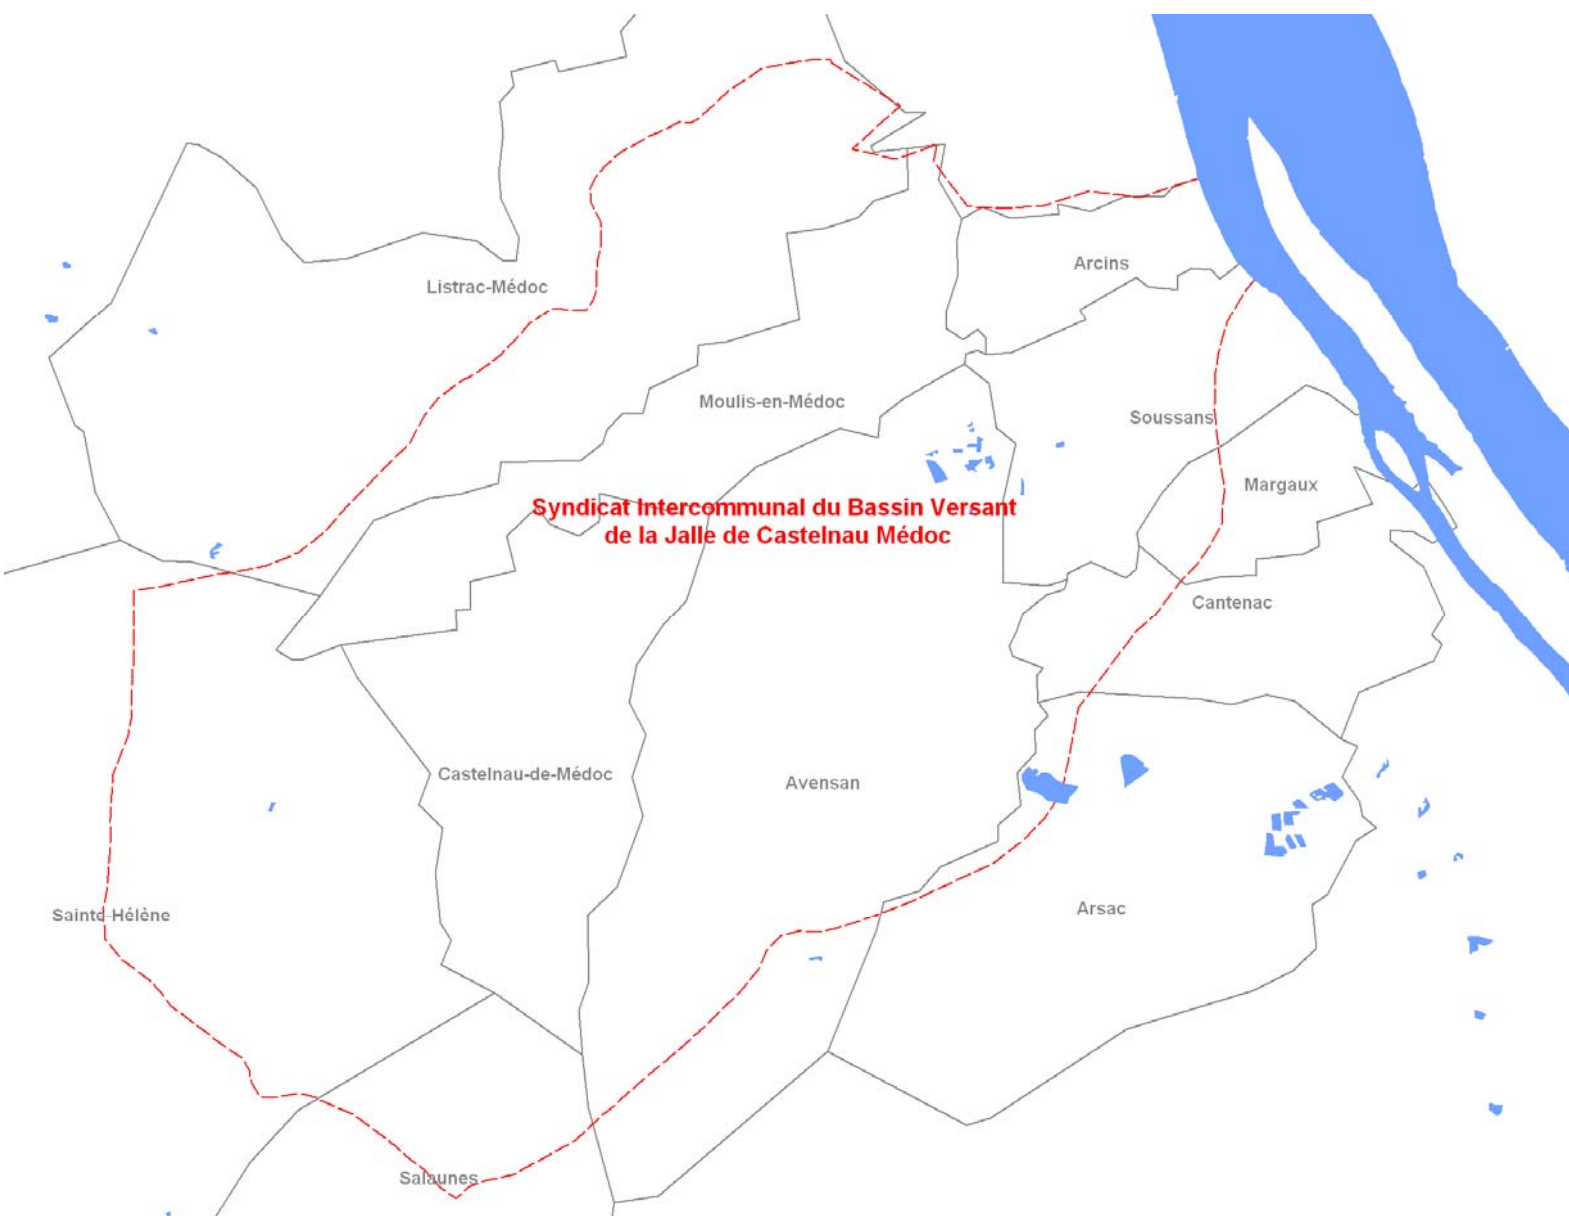 Arcins
Listrac-Médoc
Moulis-en-Médoc
Soussans
Margaux
Syndicat Intercommunal du Bassin Versant
de la Jalle de Castelnau Médoc
Cantenac
Castelnau-de-Médoc
Avensan
Arsac
Sainte-Hélène
Salaunes